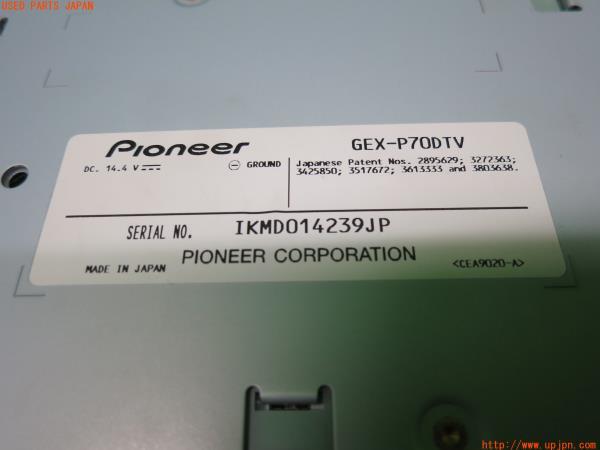 USED PARTS JAPAN
Pioneer
GEX-P70DTV
DC. 14.4 V
GROUND
Japanese Patent Nos. 2895629; 3272363;
3425850; 3517672; 3613333 and 3803638.
SERIAL NO. IKMD014239JP
PIONEER CORPORATION
MADE IN JAPAN
<CEA9020-A>
© UPJ http://www.upjpn.com